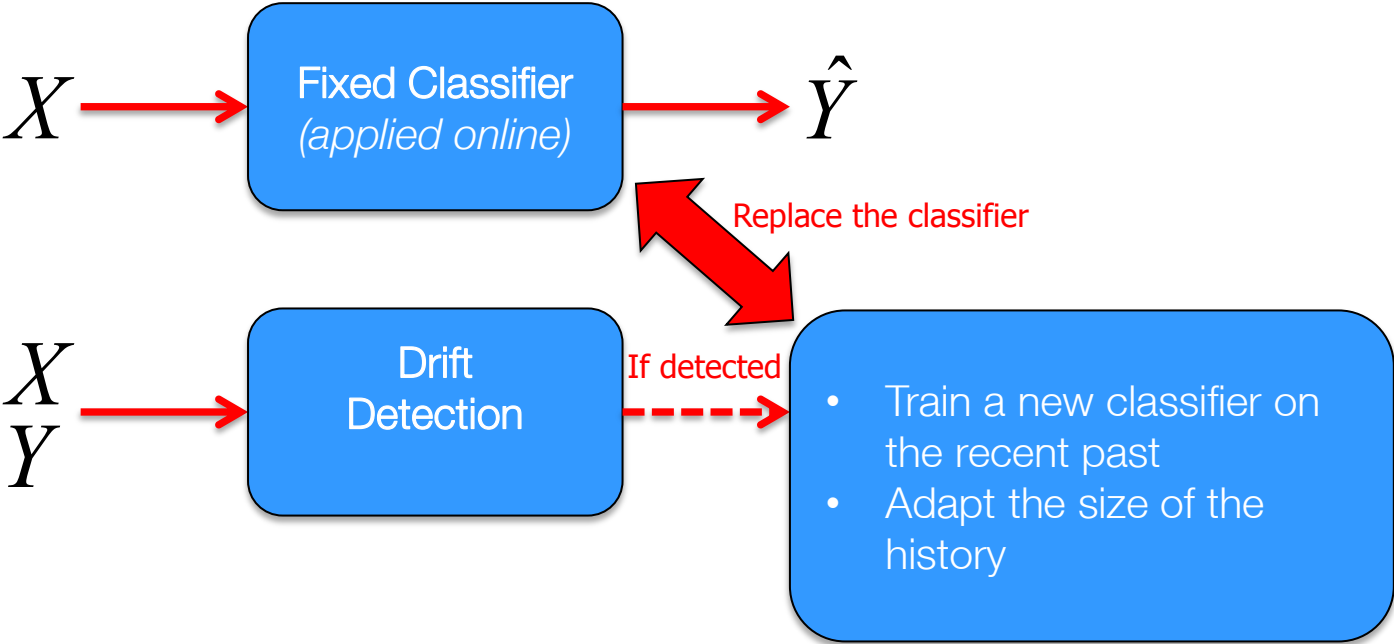 X
Fixed Classifier
(applied online)
Ŷ
Replace the classifier
X
Y
Drift
Detection
If detected
• Train a new classifier on
the recent past
• Adapt the size of the
history